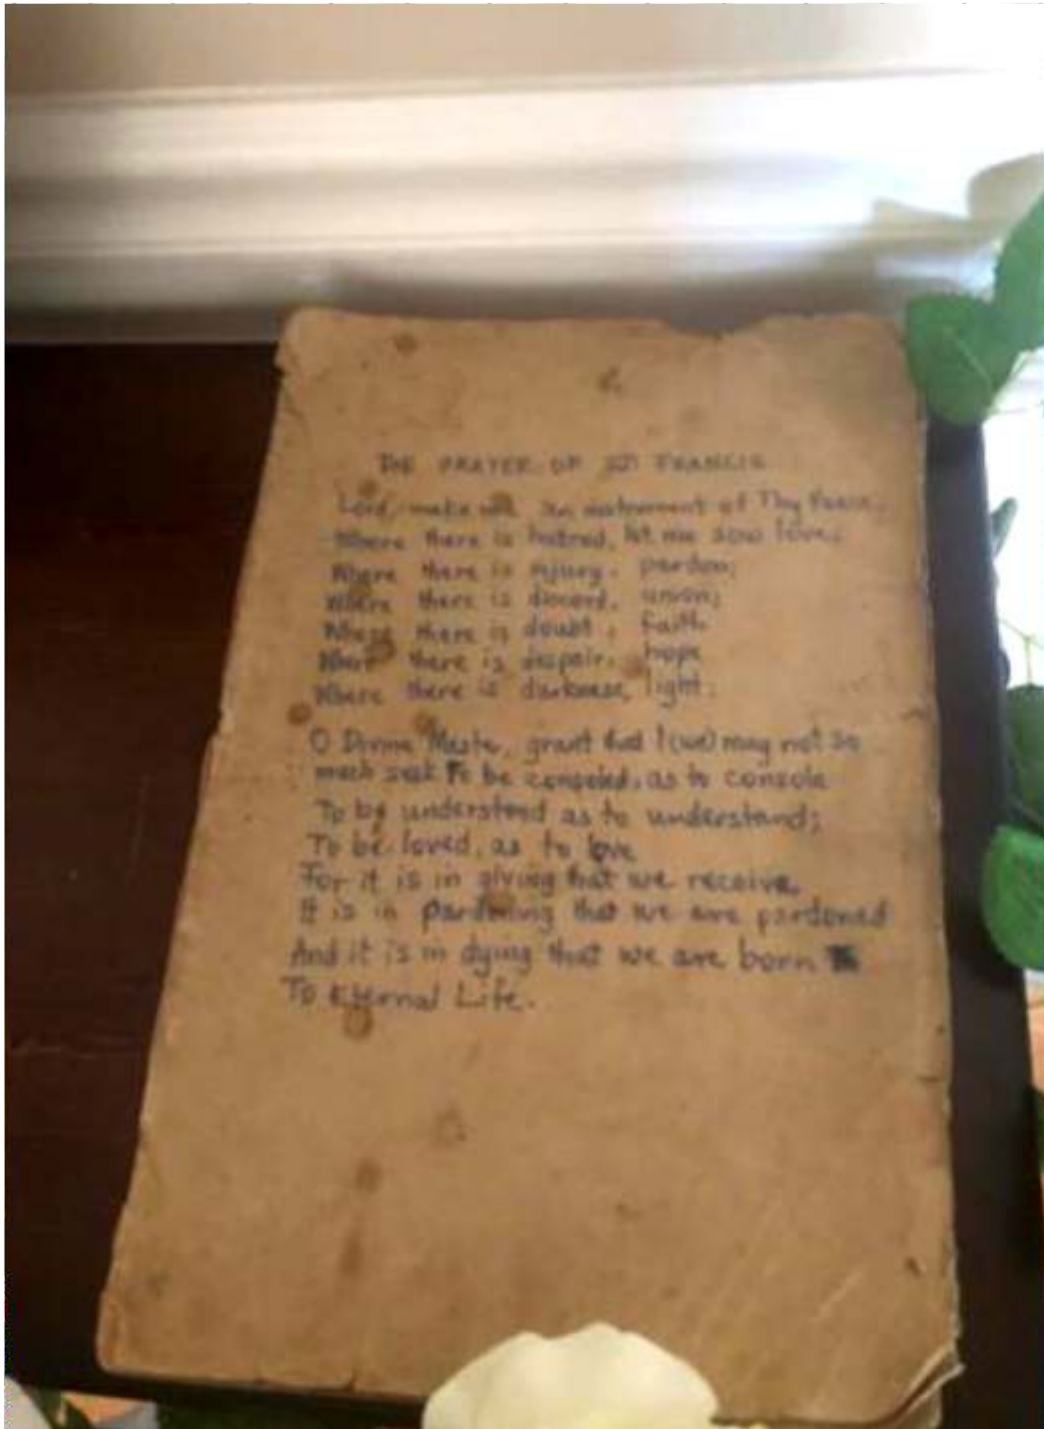 THE PRAYER OF ST FRANCIS
Lord, make me an instrument of Thy Peace,
Where there is hatred, let me sow love;
Where there is injury, pardon;
Where there is discord, union;
Where there is doubt, faith
Where there is despair, hope
Where there is darkness, light;
O Divine Master, grant that I (we) may not so
much seek To be consoled, as to console
To be understood as to understand;
To be loved, as to love
For it is in giving that we receive,
It is in pardoning that we are pardoned
And it is in dying that we are born
To Eternal Life.